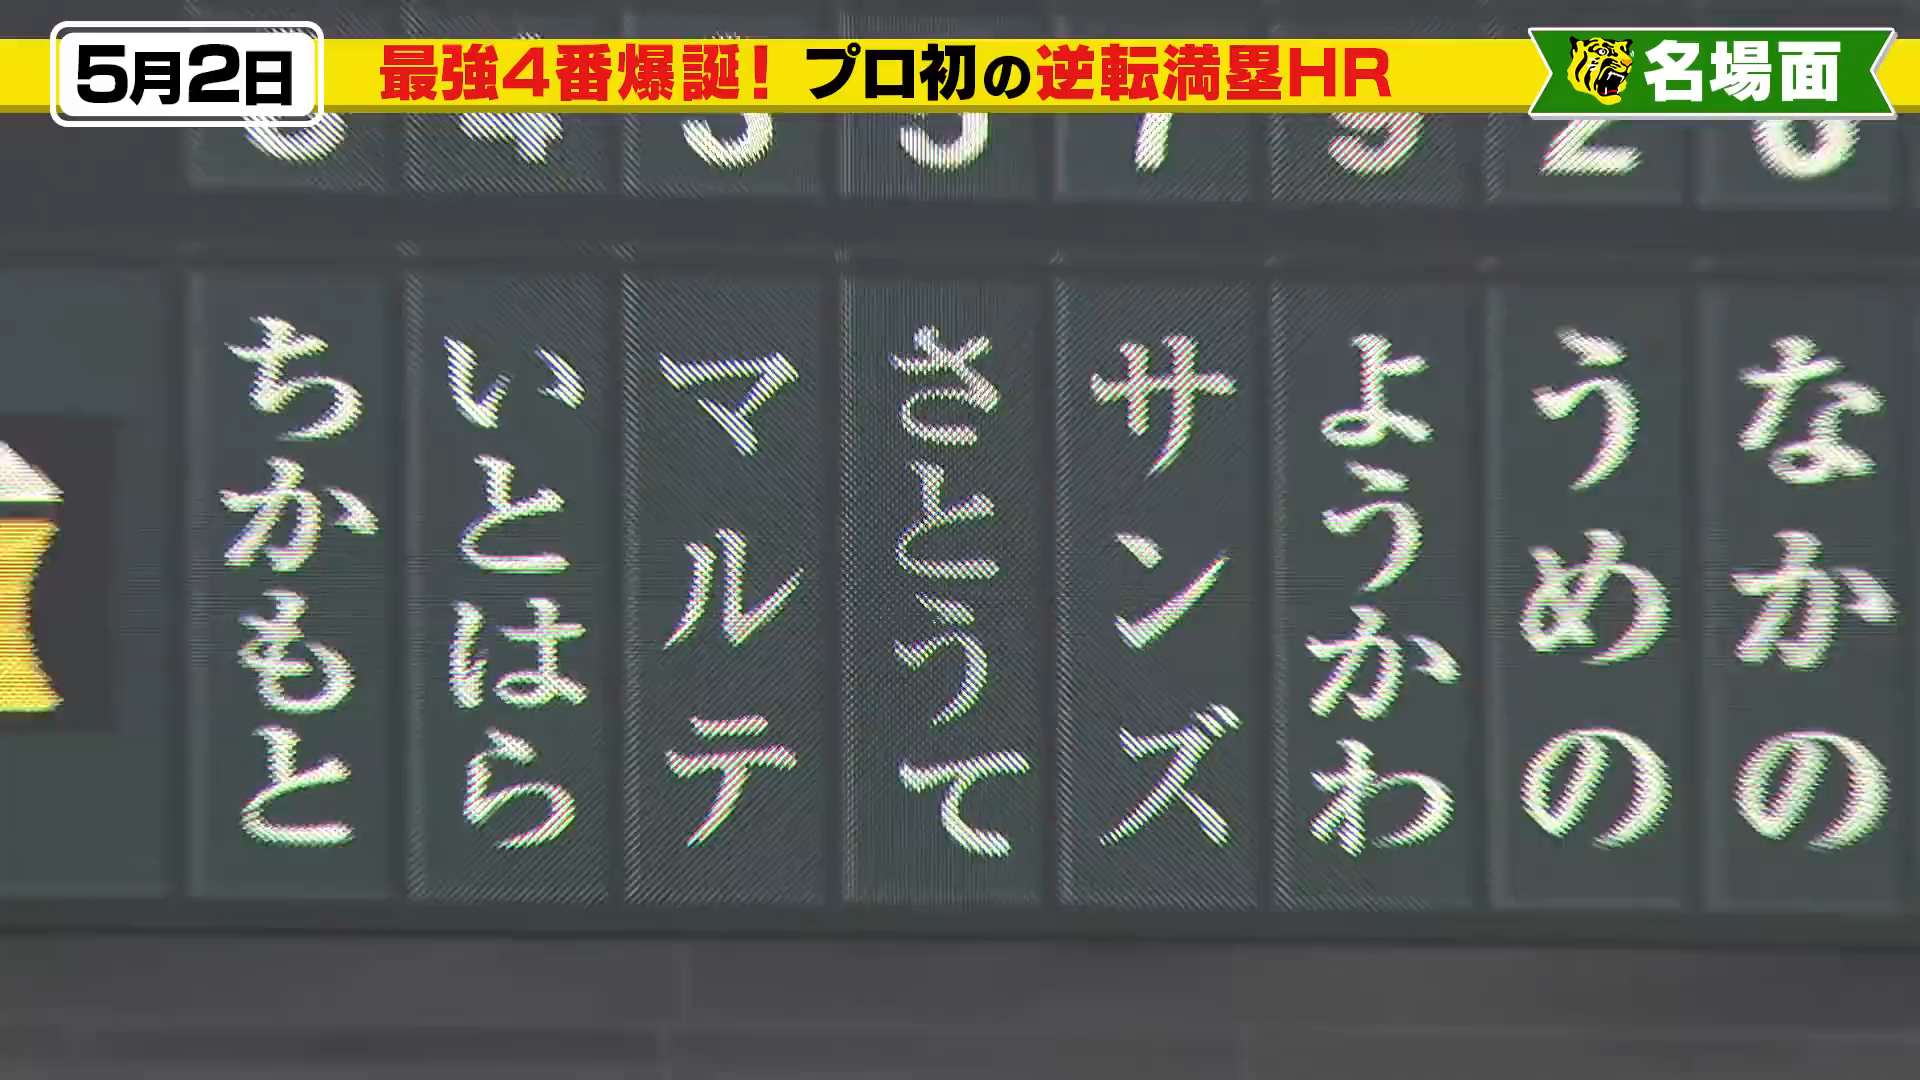 5月2日
最強4番爆誕！プロ初の逆転満塁HR
名場面
ちかもと
いとはら
マルテ
さとうて
サンズ
ようかわ
うめの
なかの